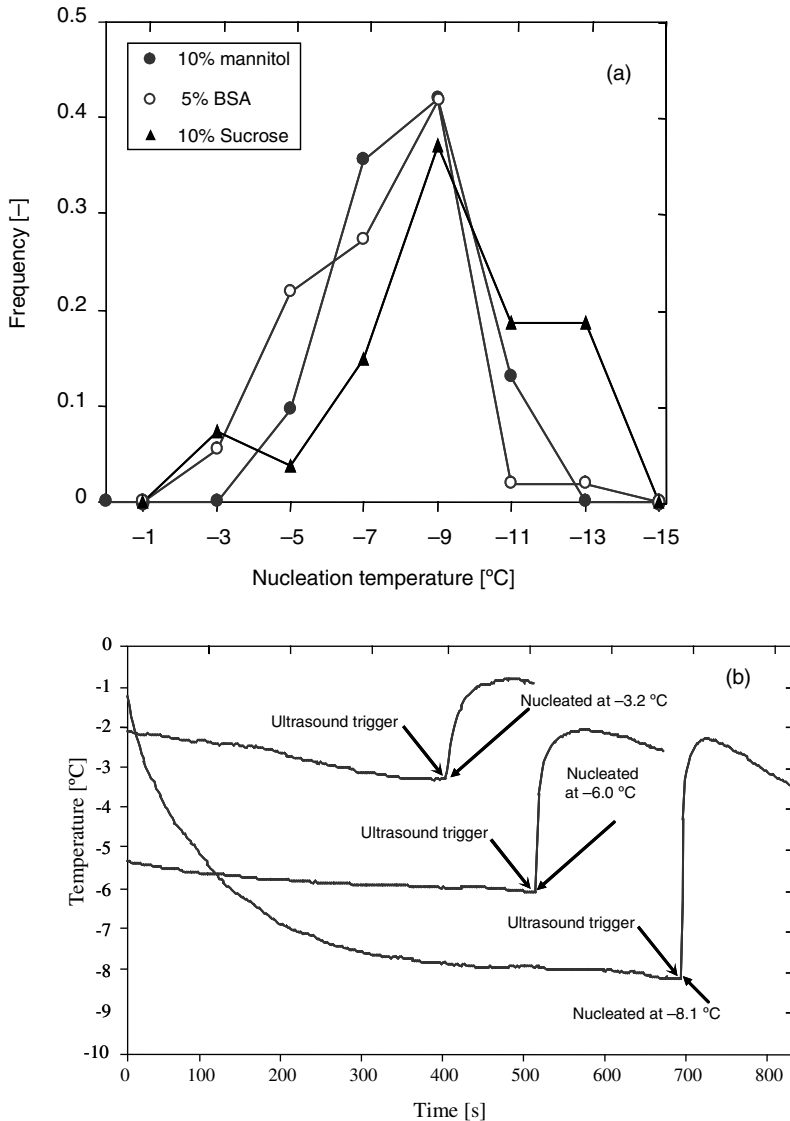 0.5
0.4
0.3
0.2
0.1
0
Frequency [–]
10% mannitol
5% BSA
10% Sucrose
(a)
–1 –3 –5 –7 –9 –11 –13 –15
Nucleation temperature [ºC]
0
-1
-2
-3
-4
-5
-6
-7
-8
-9
-10
Temperature [ºC]
(b)
Ultrasound trigger
Nucleated at –3.2 ºC
Nucleated
at –6.0 ºC
Ultrasound trigger
Ultrasound trigger
Nucleated at –8.1 ºC
0 100 200 300 400 500 600 700 800
Time [s]